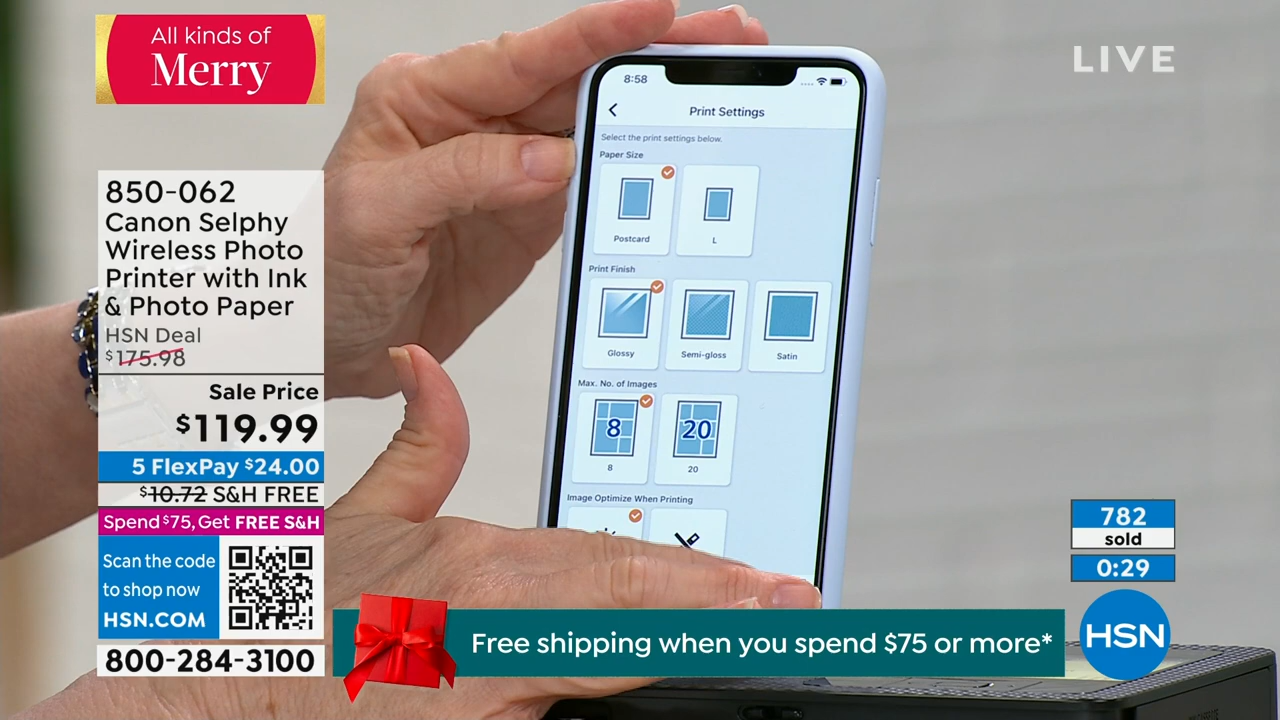 All kinds of
Merry
LIVE
850-062
Canon Selphy
Wireless Photo
Printer with Ink
& Photo Paper
HSN Deal
$175.98
Sale Price
$119.99
5 FlexPay $24.00
$10.72 S&H FREE
Spend $75, Get FREE S&H
Scan the code
to shop now
HSN.COM
800-284-3100
8:58
Print Settings
Select the print settings below.
Paper Size
Postcard
L
Print Finish
Glossy
Semi-gloss
Satin
Max. No. of Images
8
20
8
20
Image Optimize When Printing
782
sold
0:29
Free shipping when you spend $75 or more*
HSN